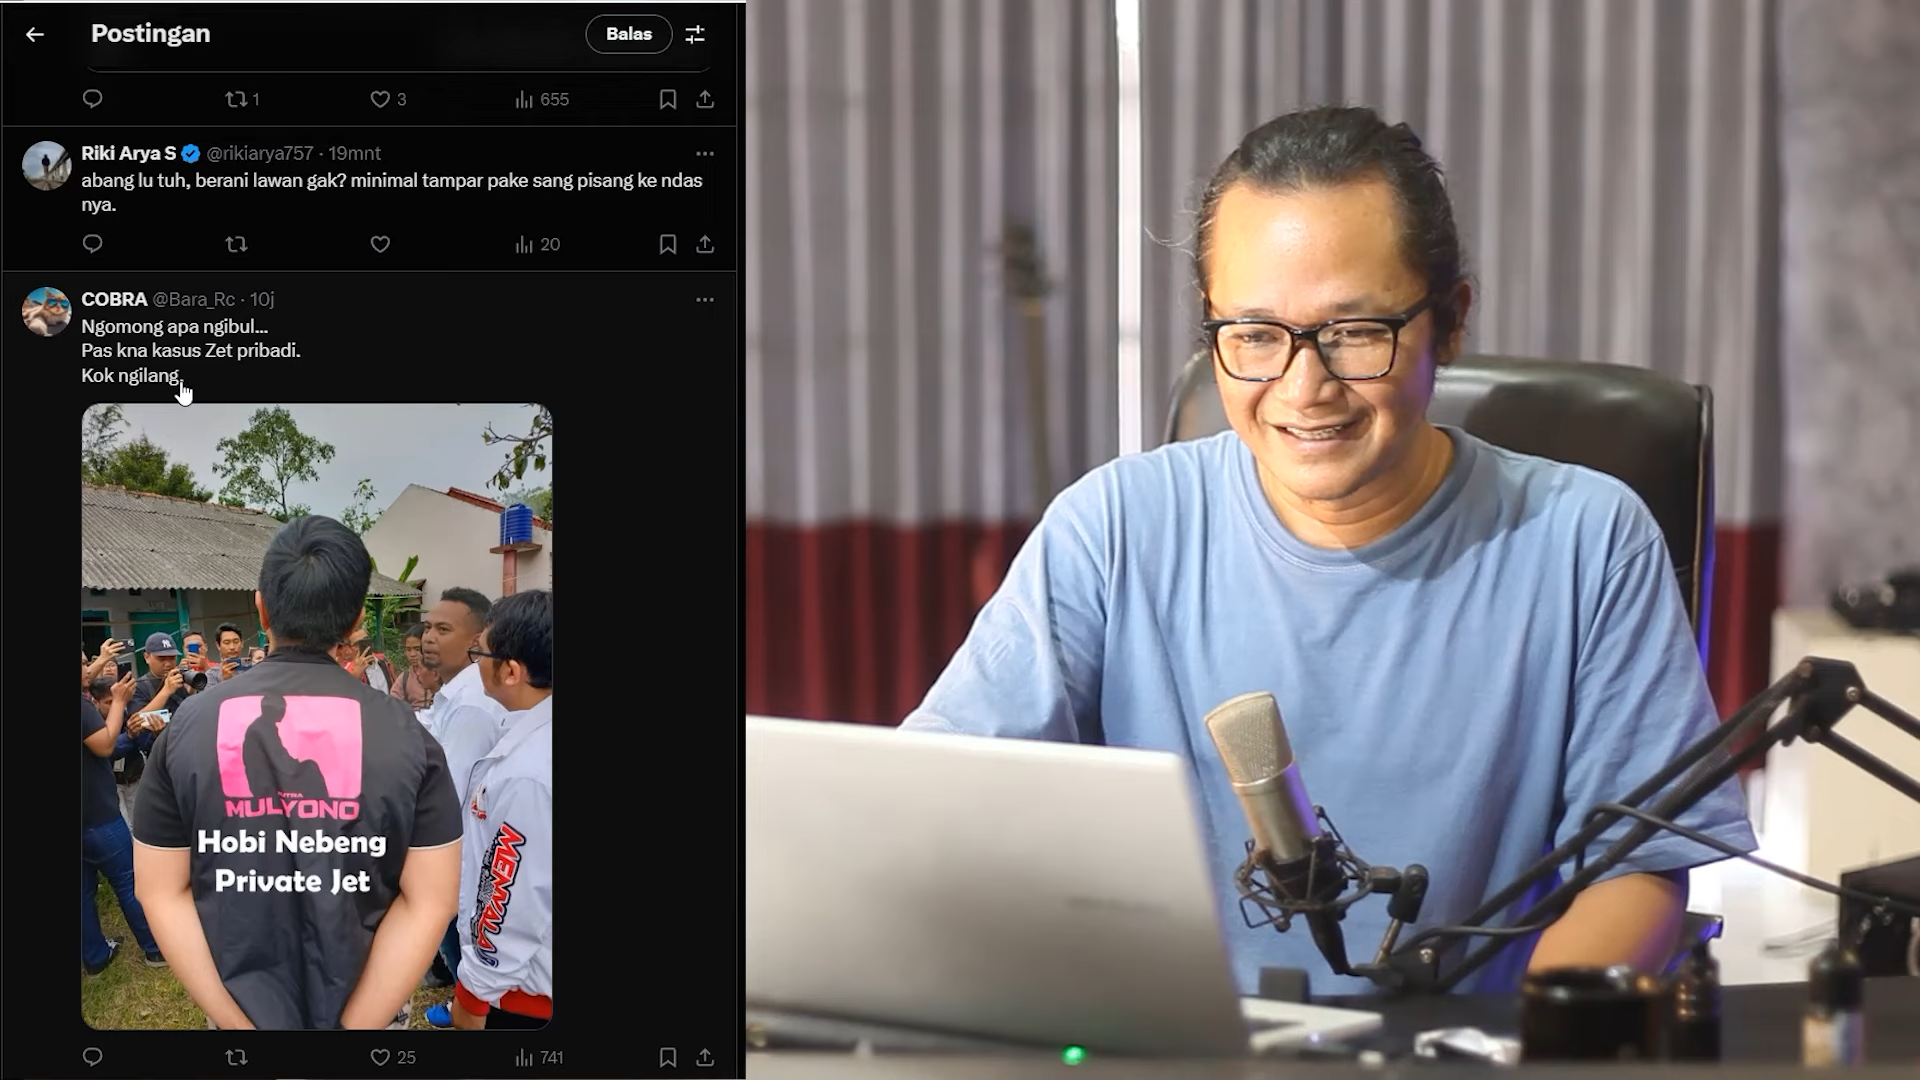 Postingan
Balas
1
3
655
Riki Arya S @rikiarya757 · 19mnt
abang lu tuh, berani lawan gak? minimal tampar pake sang pisang ke ndas
nya.
20
COBRA @Bara_Rc · 10j
Ngomong apa ngibul...
Pas kna kasus Zet pribadi.
Kok ngilang.
PUTRA
MULYONO
Hobi Nebeng
Private Jet
25
741